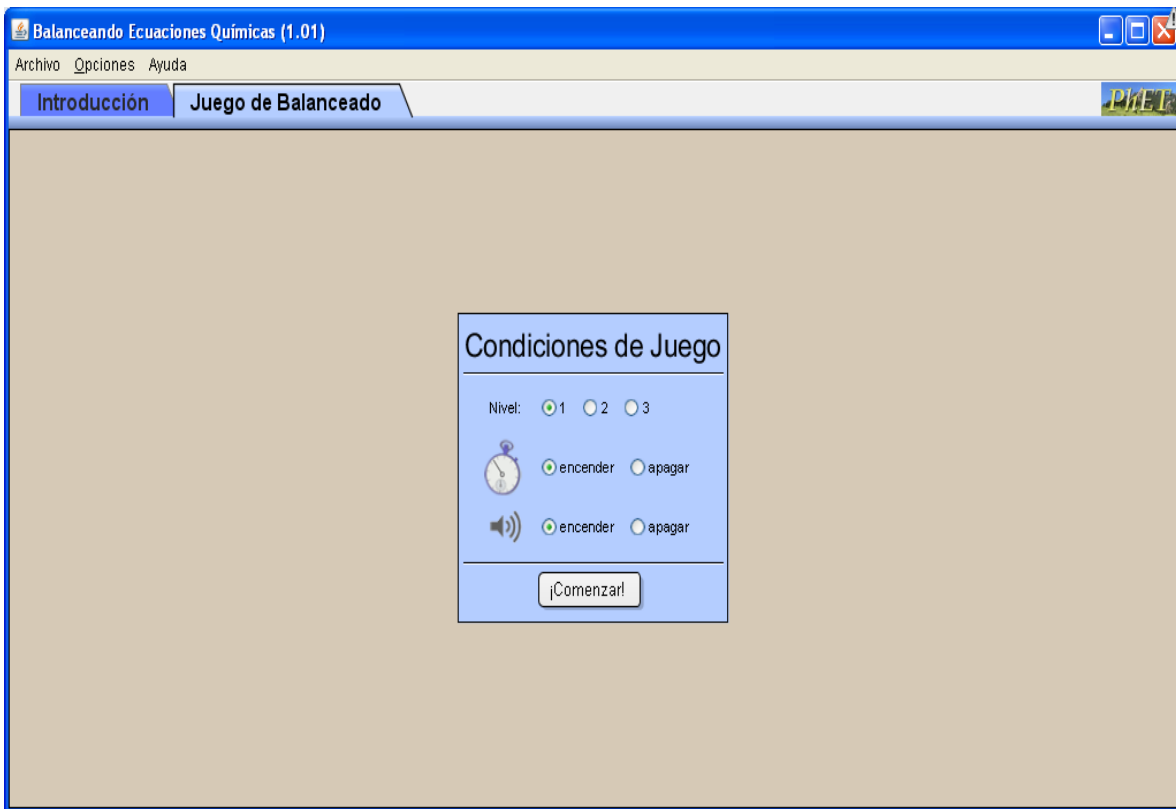 Balanceando Ecuaciones Químicas (1.01)
Archivo Opciones Ayuda
Introducción Juego de Balanceado PhET
Condiciones de Juego
Nivel: 1 2 3
encender apagar
encender apagar
¡Comenzar!